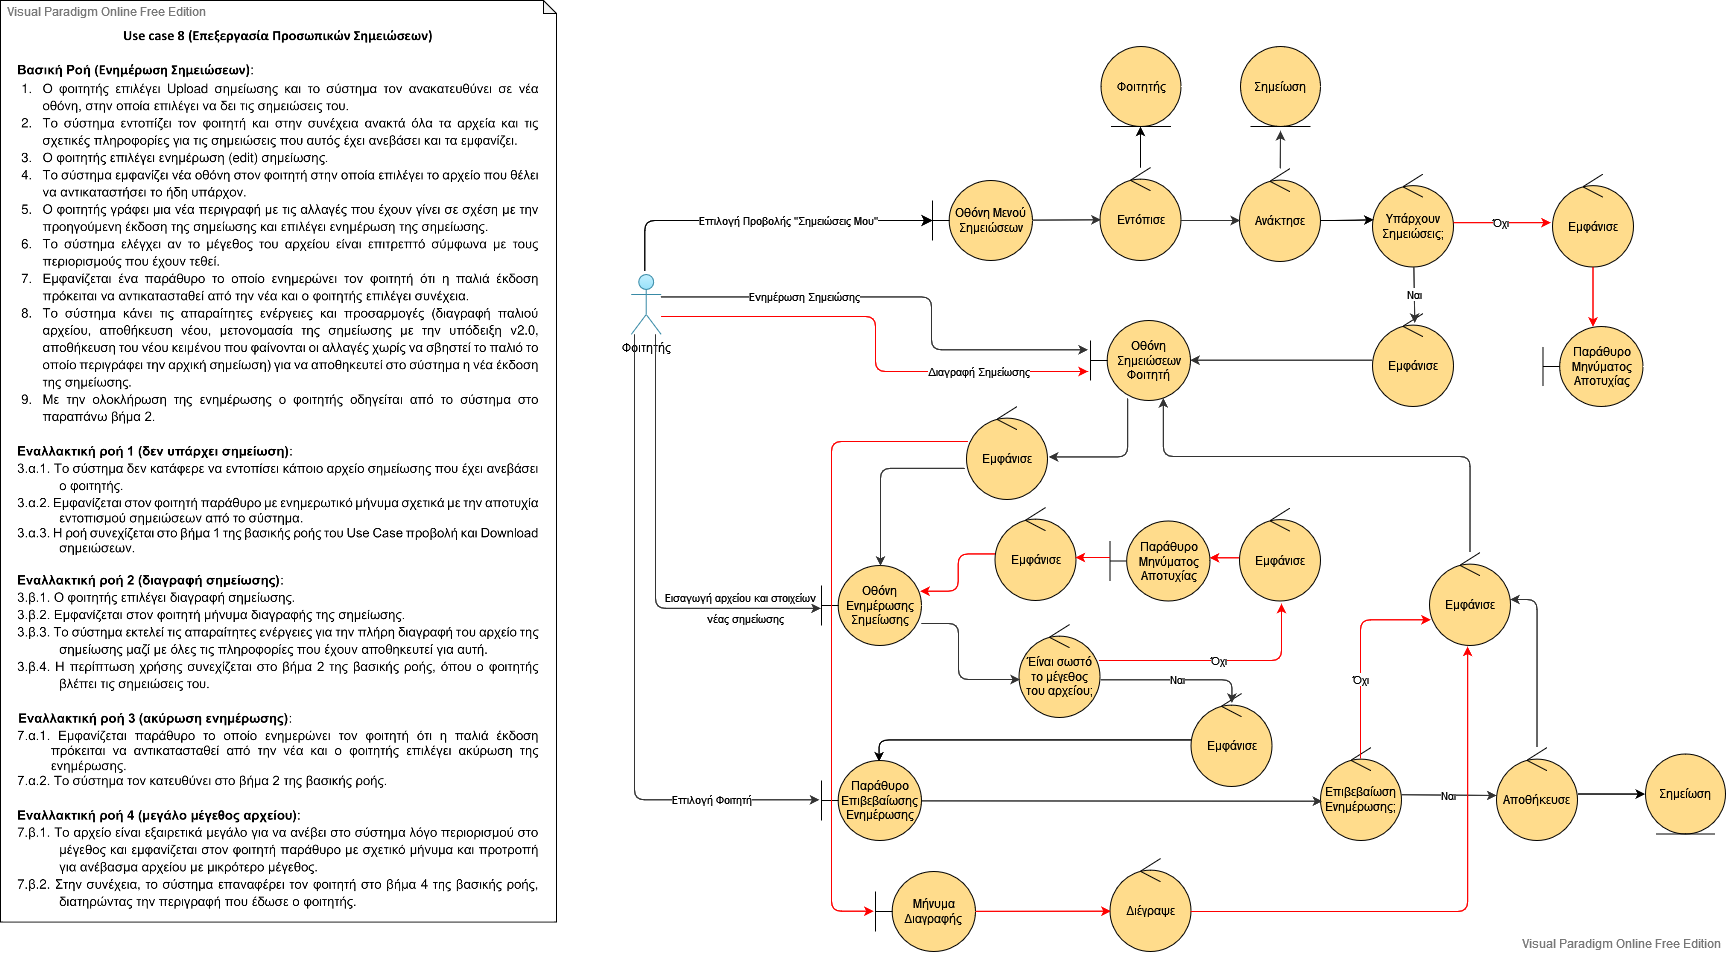 Visual Paradigm Online Free Edition
Use case 8 (Επεξεργασία Προσωπικών Σημειώσεων)
Βασική Ροή (Ενημέρωση Σημειώσεων):
1. Ο φοιτητής επιλέγει Upload σημείωσης και το σύστημα τον ανακατευθύνει σε νέα
οθόνη, στην οποία επιλέγει να δει τις σημειώσεις του.
2. Το σύστημα εντοπίζει τον φοιτητή και στην συνέχεια ανακτά όλα τα αρχεία και τις
σχετικές πληροφορίες για τις σημειώσεις που αυτός έχει ανεβάσει και τα εμφανίζει.
3. Ο φοιτητής επιλέγει ενημέρωση (edit) σημείωσης.
4. Το σύστημα εμφανίζει νέα οθόνη στον φοιτητή στην οποία επιλέγει το αρχείο που θέλει
να αντικαταστήσει το ήδη υπάρχον.
5. Ο φοιτητής γράφει μια νέα περιγραφή με τις αλλαγές που έχουν γίνει σε σχέση με την
προηγούμενη έκδοση της σημείωσης και επιλέγει ενημέρωση της σημείωσης.
6. Το σύστημα ελέγχει αν το μέγεθος του αρχείου είναι επιτρεπτό σύμφωνα με τους
περιορισμούς που έχουν τεθεί.
7. Εμφανίζεται ένα παράθυρο το οποίο ενημερώνει τον φοιτητή ότι η παλιά έκδοση
πρόκειται να αντικατασταθεί από την νέα και ο φοιτητής επιλέγει συνέχεια.
8. Το σύστημα κάνει τις απαραίτητες ενέργειες και προσαρμογές (διαγραφή παλιού
αρχείου, αποθήκευση νέου, μετονομασία της σημείωσης με την υπόδειξη v2.0,
αποθήκευση του νέου κειμένου που φαίνονται οι αλλαγές χωρίς να σβηστεί το παλιό το
οποίο περιγράφει την αρχική σημείωση) για να αποθηκευτεί στο σύστημα η νέα έκδοση
της σημείωσης.
9. Με την ολοκλήρωση της ενημέρωσης ο φοιτητής οδηγείται από το σύστημα στο
παραπάνω βήμα 2.
Εναλλακτική ροή 1 (δεν υπάρχει σημείωση):
3.α.1. Το σύστημα δεν κατάφερε να εντοπίσει κάποιο αρχείο σημείωσης που έχει ανεβάσει
ο φοιτητής.
3.α.2. Εμφανίζεται στον φοιτητή παράθυρο με ενημερωτικό μήνυμα σχετικά με την αποτυχία
εντοπισμού σημειώσεων από το σύστημα.
3.α.3. Η ροή συνεχίζεται στο βήμα 1 της βασικής ροής του Use Case προβολή και Download
σημειώσεων.
Εναλλακτική ροή 2 (διαγραφή σημείωσης):
3.β.1. Ο φοιτητής επιλέγει διαγραφή σημείωσης.
3.β.2. Εμφανίζεται στον φοιτητή μήνυμα διαγραφής της σημείωσης.
3.β.3. Το σύστημα εκτελεί τις απαραίτητες ενέργειες για την πλήρη διαγραφή του αρχείο της
σημείωσης μαζί με όλες τις πληροφορίες που έχουν αποθηκευτεί για αυτή.
3.β.4. Η περίπτωση χρήσης συνεχίζεται στο βήμα 2 της βασικής ροής, όπου ο φοιτητής
βλέπει τις σημειώσεις του.
Εναλλακτική ροή 3 (ακύρωση ενημέρωσης):
7.α.1. Εμφανίζεται παράθυρο το οποίο ενημερώνει τον φοιτητή ότι η παλιά έκδοση
πρόκειται να αντικατασταθεί από την νέα και ο φοιτητής επιλέγει ακύρωση της
ενημέρωσης.
7.α.2. Το σύστημα τον κατευθύνει στο βήμα 2 της βασικής ροής.
Εναλλακτική ροή 4 (μεγάλο μέγεθος αρχείου):
7.β.1. Το αρχείο είναι εξαιρετικά μεγάλο για να ανέβει στο σύστημα λόγο περιορισμού στο
μέγεθος και εμφανίζεται στον φοιτητή παράθυρο με σχετικό μήνυμα και προτροπή
για ανέβασμα αρχείου με μικρότερο μέγεθος.
7.β.2. Στην συνέχεια, το σύστημα επαναφέρει τον φοιτητή στο βήμα 4 της βασικής ροής,
διατηρώντας την περιγραφή που έδωσε ο φοιτητής.
Φοιτητής
Σημείωση
Επιλογή Προβολής "Σημειώσεις Μου"
Οθόνη Μενού
Σημειώσεων
Εντόπισε
Ανάκτησε
Υπάρχουν
Σημειώσεις;
Όχι
Εμφάνισε
Ναι
Ενημέρωση Σημειώσης
Φοιτητής
Διαγραφή Σημείωσης
Οθόνη
Σημειώσεων
Φοιτητή
Εμφάνισε
Παράθυρο
Μηνύματος
Αποτυχίας
Εμφάνισε
Εμφάνισε
Παράθυρο
Μηνύματος
Αποτυχίας
Εμφάνισε
Εισαγωγή αρχείου και στοιχείων
νέας σημείωσης
Οθόνη
Ενημέρωσης
Σημείωσης
Εμφάνισε
Έίναι σωστό
το μέγεθος
του αρχείου;
Όχι
Ναι
Όχι
Εμφάνισε
Επιλογή Φοιτητή
Παράθυρο
Επιβεβαίωσης
Ενημέρωσης
Επιβεβαίωση
Ενημέρωσης;
Ναι
Αποθήκευσε
Σημείωση
Μήνυμα
Διαγραφής
Διέγραψε
Visual Paradigm Online Free Edition